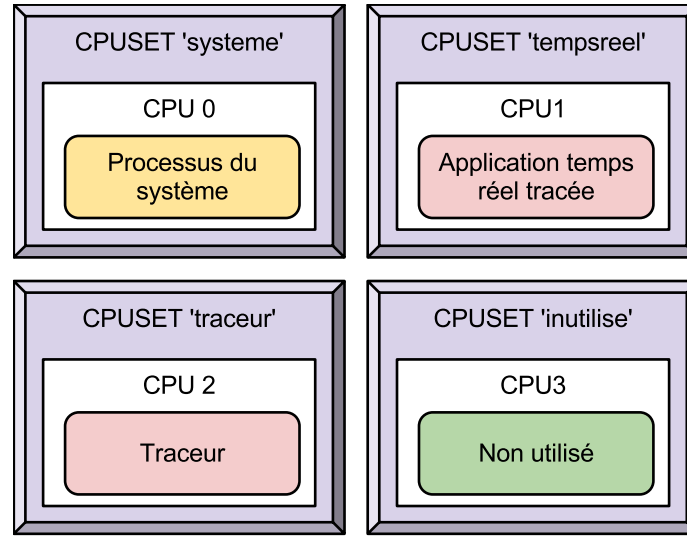 CPUSET 'systeme'
CPU 0
Processus du
système
CPUSET 'tempsreel'
CPU1
Application temps
réel tracée
CPUSET 'traceur'
CPU 2
Traceur
CPUSET 'inutilise'
CPU3
Non utilisé